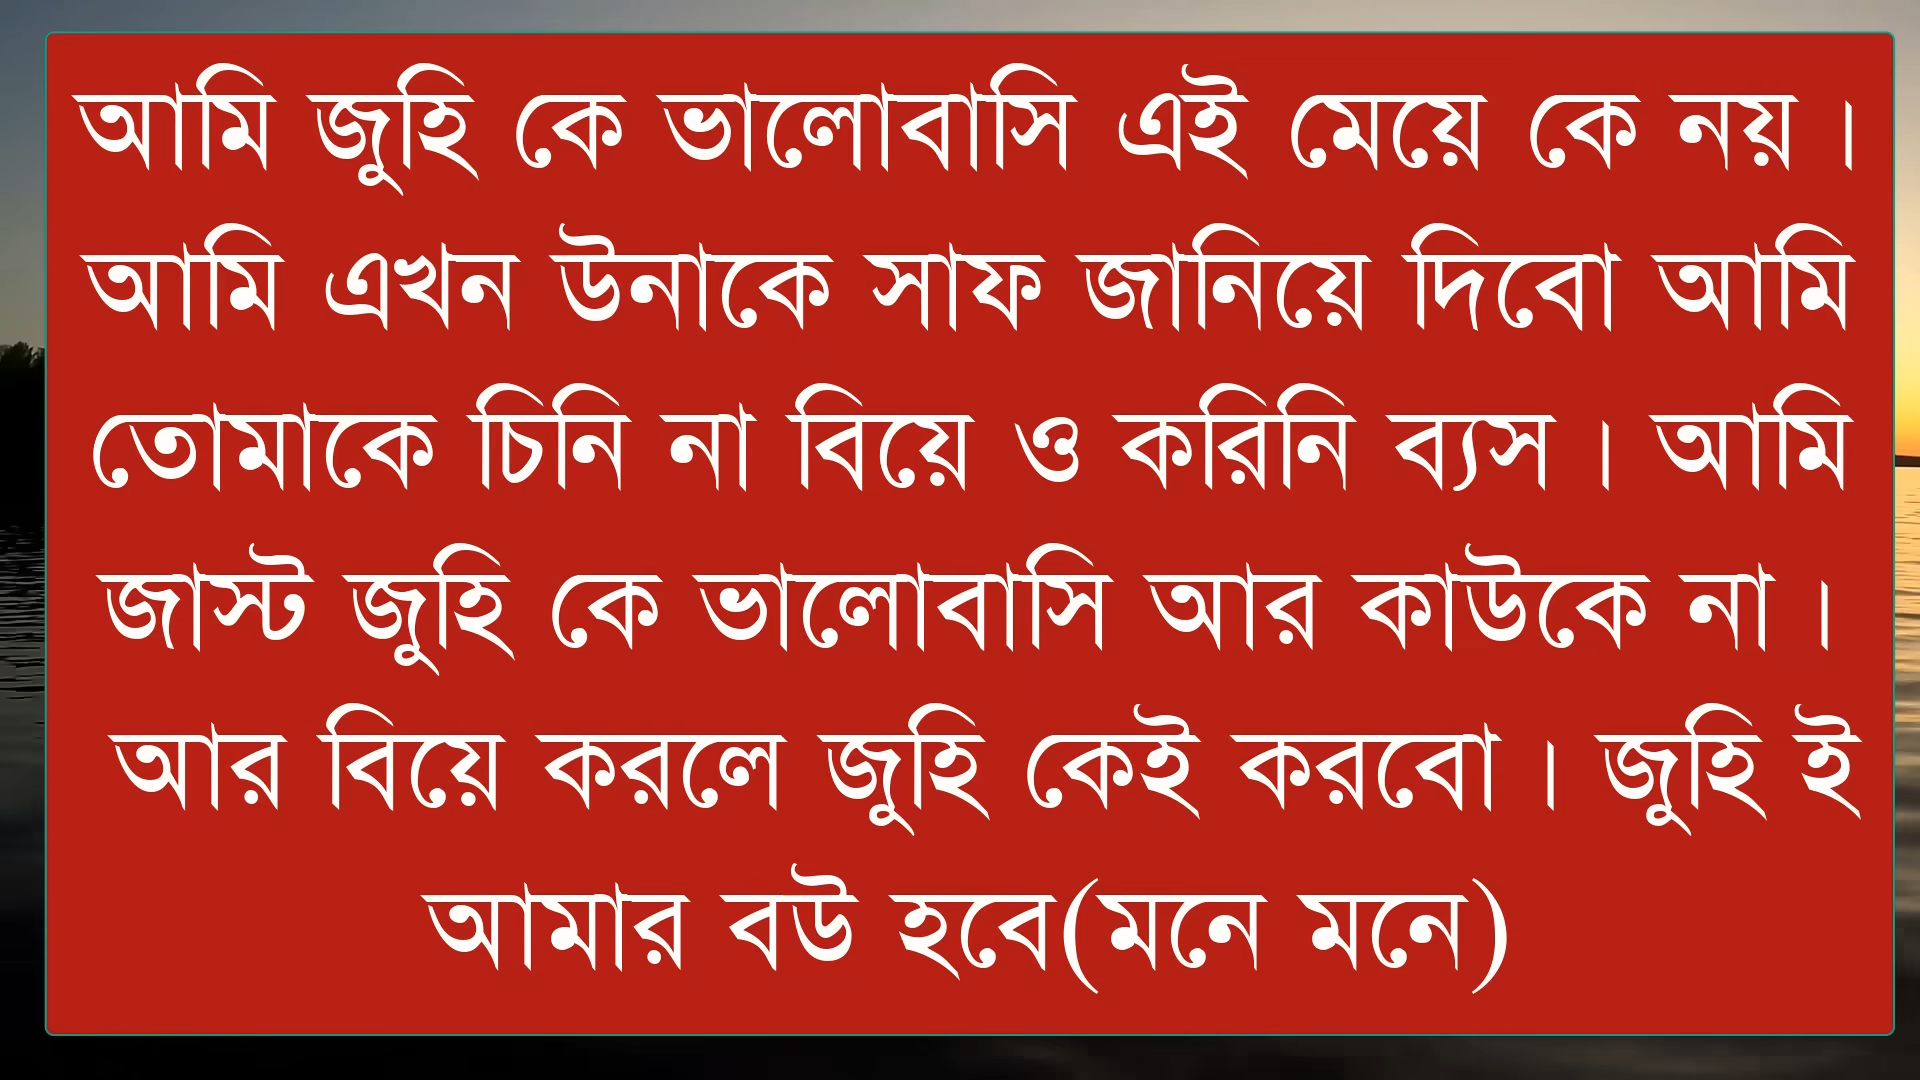 আমি জুহি কে ভালোবাসি এই মেয়ে কে নয় ।
আমি এখন উনাকে সাফ জানিয়ে দিবো আমি
তোমাকে চিনি না বিয়ে ও করিনি ব্যস । আমি
জাস্ট জুহি কে ভালোবাসি আর কাউকে না ।
আর বিয়ে করলে জুহি কেই করবো । জুহি ই
আমার বউ হবে(মনে মনে)